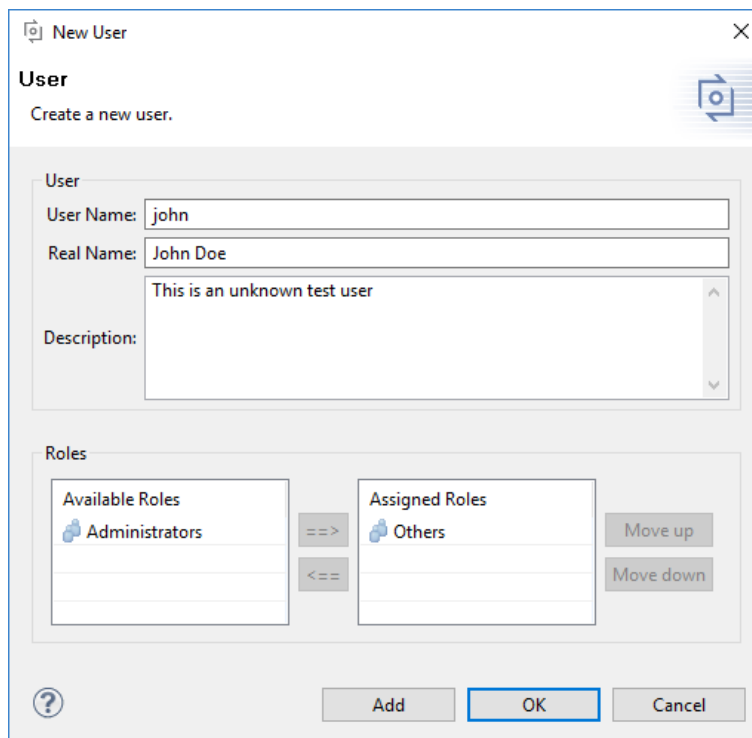 New User
User
Create a new user.
User
User Name: john
Real Name: John Doe
Description: This is an unknown test user
Roles
Available Roles
Administrators
==>
<==
Assigned Roles
Others
Move up
Move down
?
Add OK Cancel